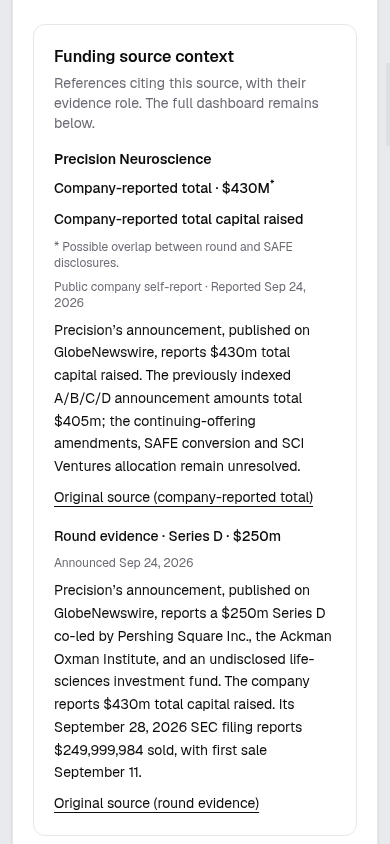 Funding source context
References citing this source, with their
evidence role. The full dashboard remains
below.
Precision Neuroscience
Company-reported total · $430M*
Company-reported total capital raised
* Possible overlap between round and SAFE
disclosures.
Public company self-report · Reported Sep 24,
2026
Precision’s announcement, published on
GlobeNewswire, reports $430m total
capital raised. The previously indexed
A/B/C/D announcement amounts total
$405m; the continuing-offering
amendments, SAFE conversion and SCI
Ventures allocation remain unresolved.
Original source (company-reported total)
Round evidence · Series D · $250m
Announced Sep 24, 2026
Precision’s announcement, published on
GlobeNewswire, reports a $250m Series D
co-led by Pershing Square Inc., the Ackman
Oxman Institute, and an undisclosed life-
sciences investment fund. The company
reports $430m total capital raised. Its
September 28, 2026 SEC filing reports
$249,999,984 sold, with first sale
September 11.
Original source (round evidence)